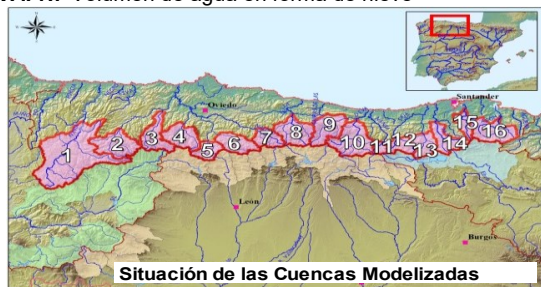 Volumen de agua en forma de nieve
Oviedo
Santander
1
2
3
4
5
6
7
8
9
10
11
12
13
14
15
16
León
Burgos
Situación de las Cuencas Modelizadas